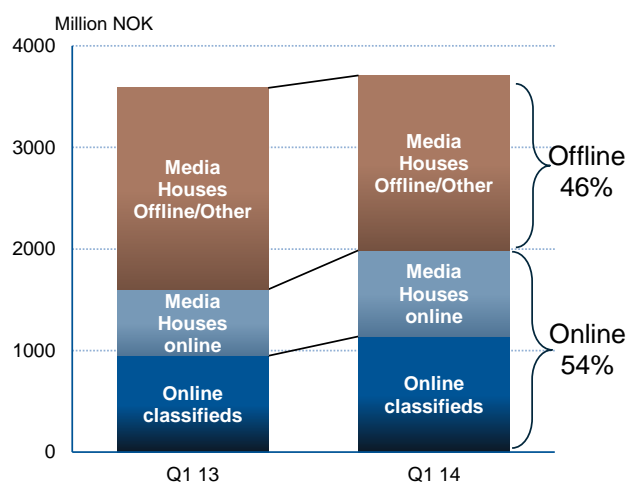 Million NOK
4000
3000
2000
1000
0
Media
Houses
Offline/Other
Media
Houses
online
Online
classifieds
Media
Houses
Offline/Other
Media
Houses
online
Online
classifieds
Offline
46%
Online
54%
Q1 13
Q1 14